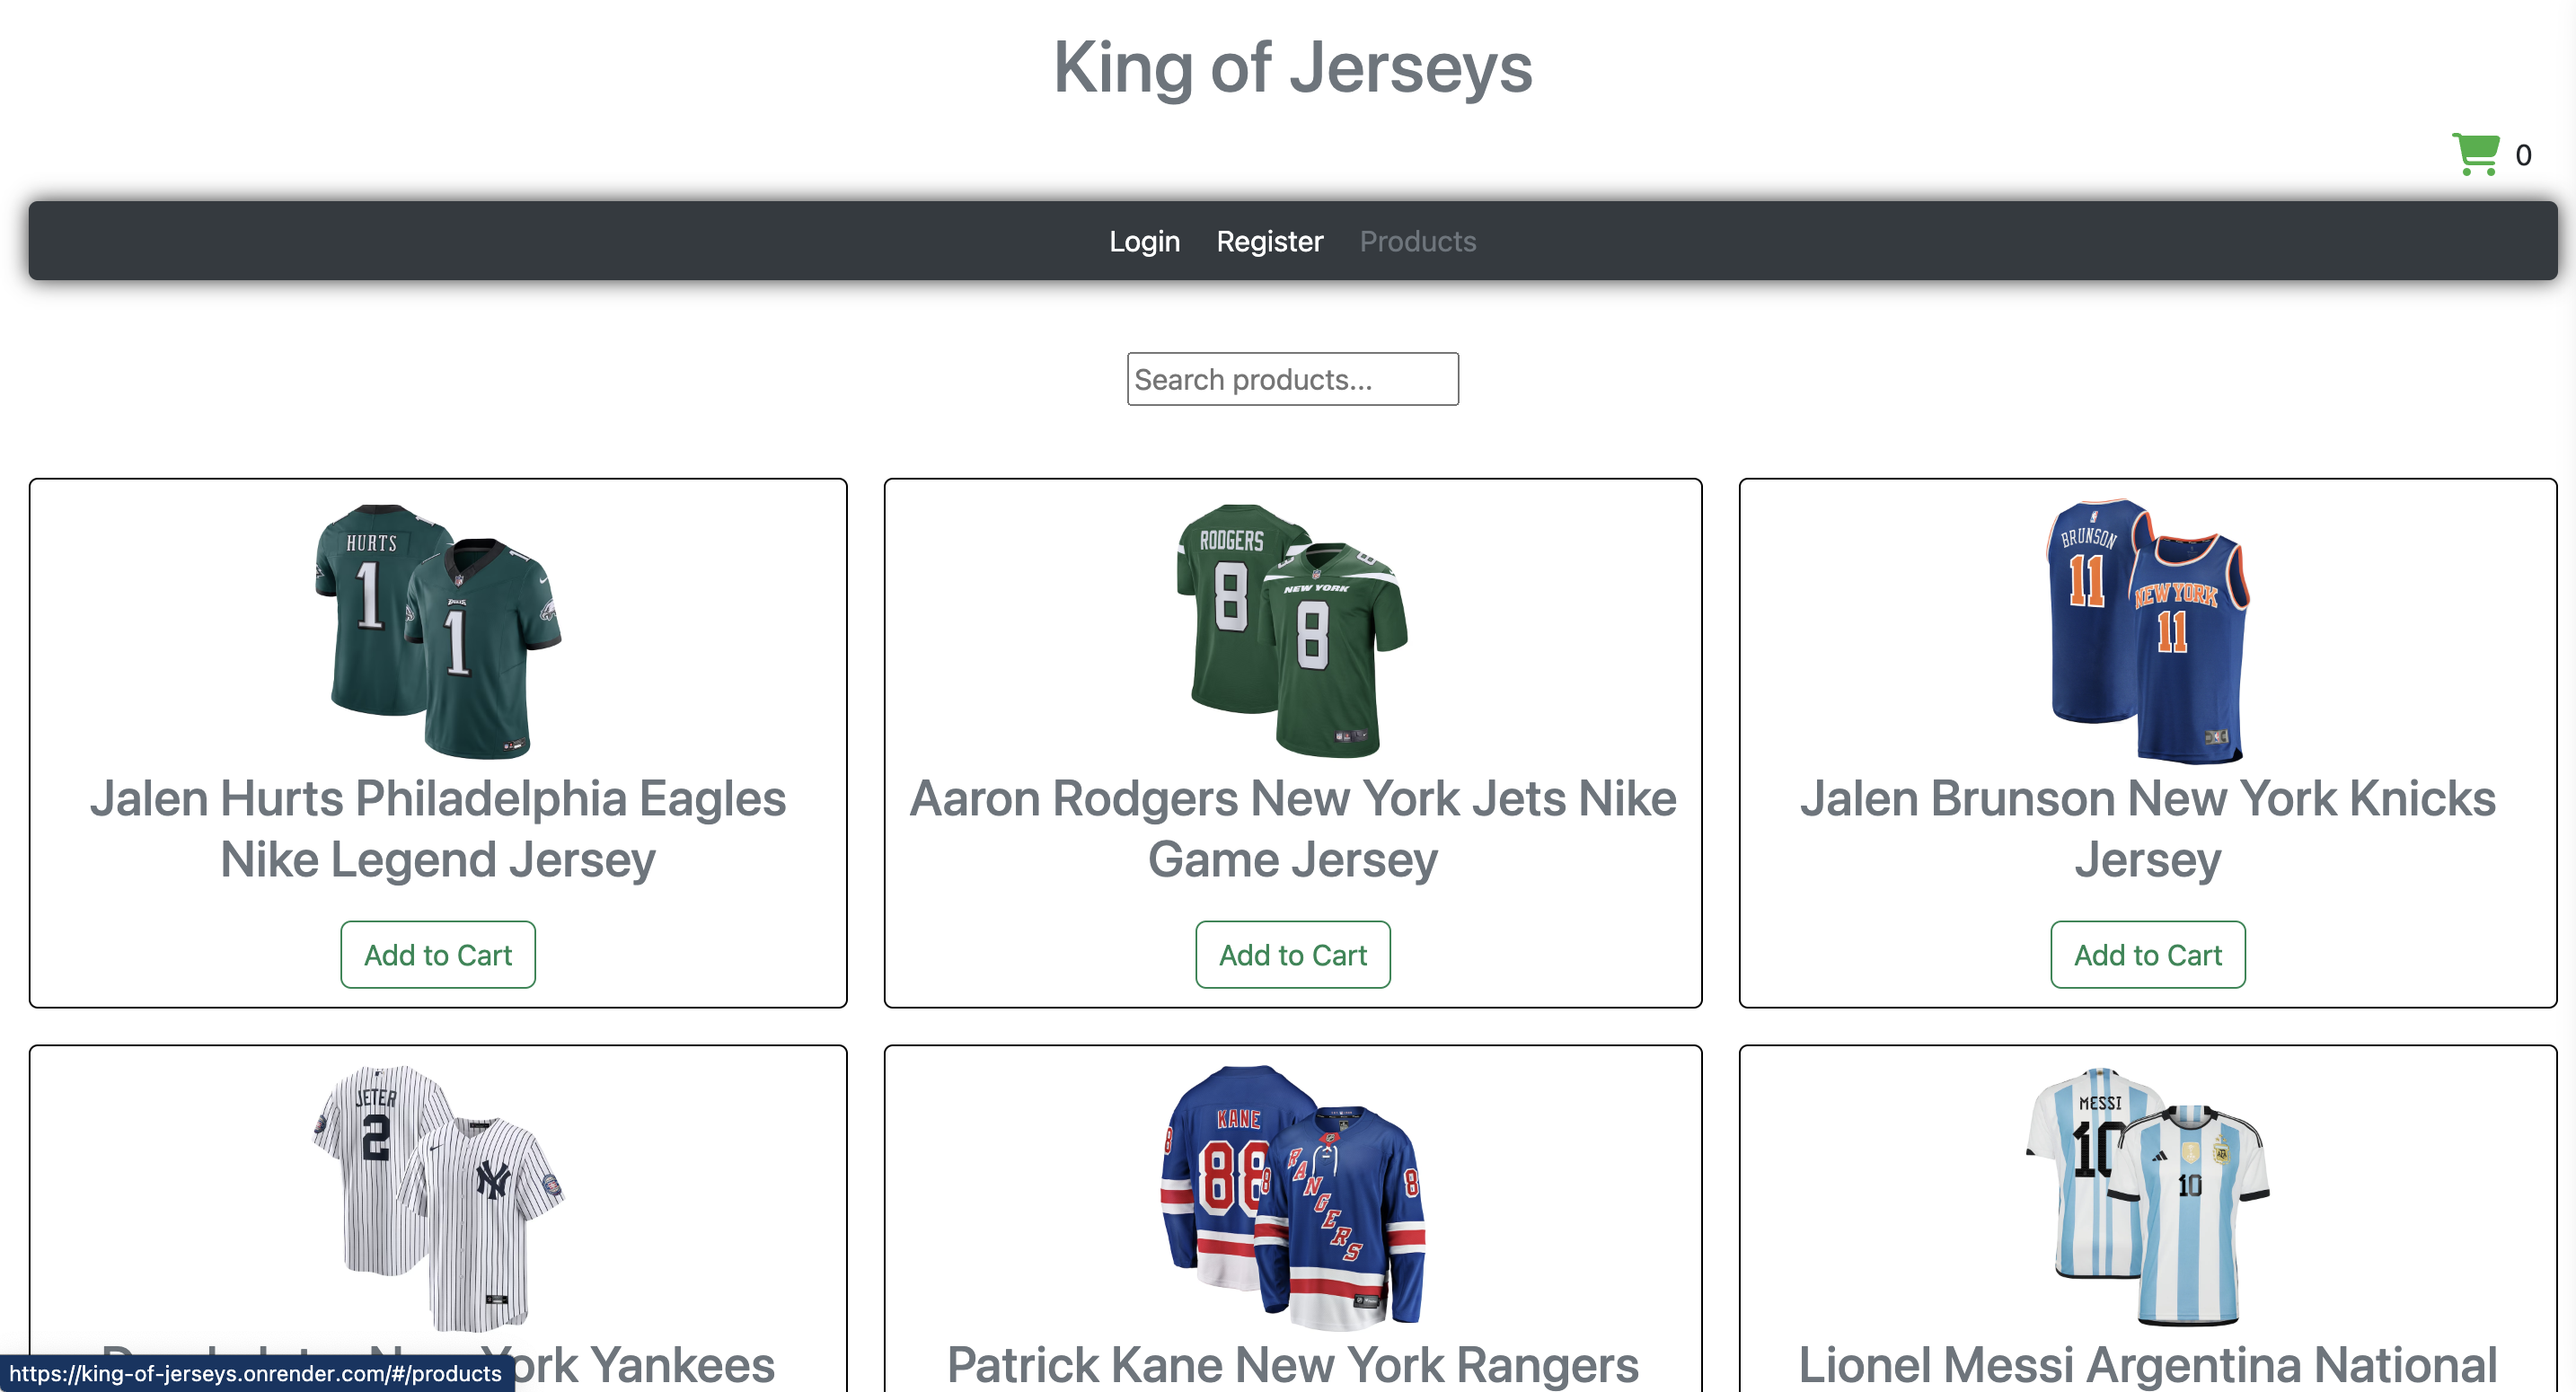 King of Jerseys
0
Login Register Products
Search products...
HURTS
1
1
RODGERS
8
NEW YORK
8
BRUNSON
11
NEW YORK
11
Jalen Hurts Philadelphia Eagles
Nike Legend Jersey
Aaron Rodgers New York Jets Nike
Game Jersey
Jalen Brunson New York Knicks
Jersey
Add to Cart
Add to Cart
Add to Cart
JETER
2
NY
KANE
88
8
8
RANGERS
8
MESSI
10
10
York Yankees
Patrick Kane New York Rangers
Lionel Messi Argentina National
https://king-of-jerseys.onrender.com/#/products